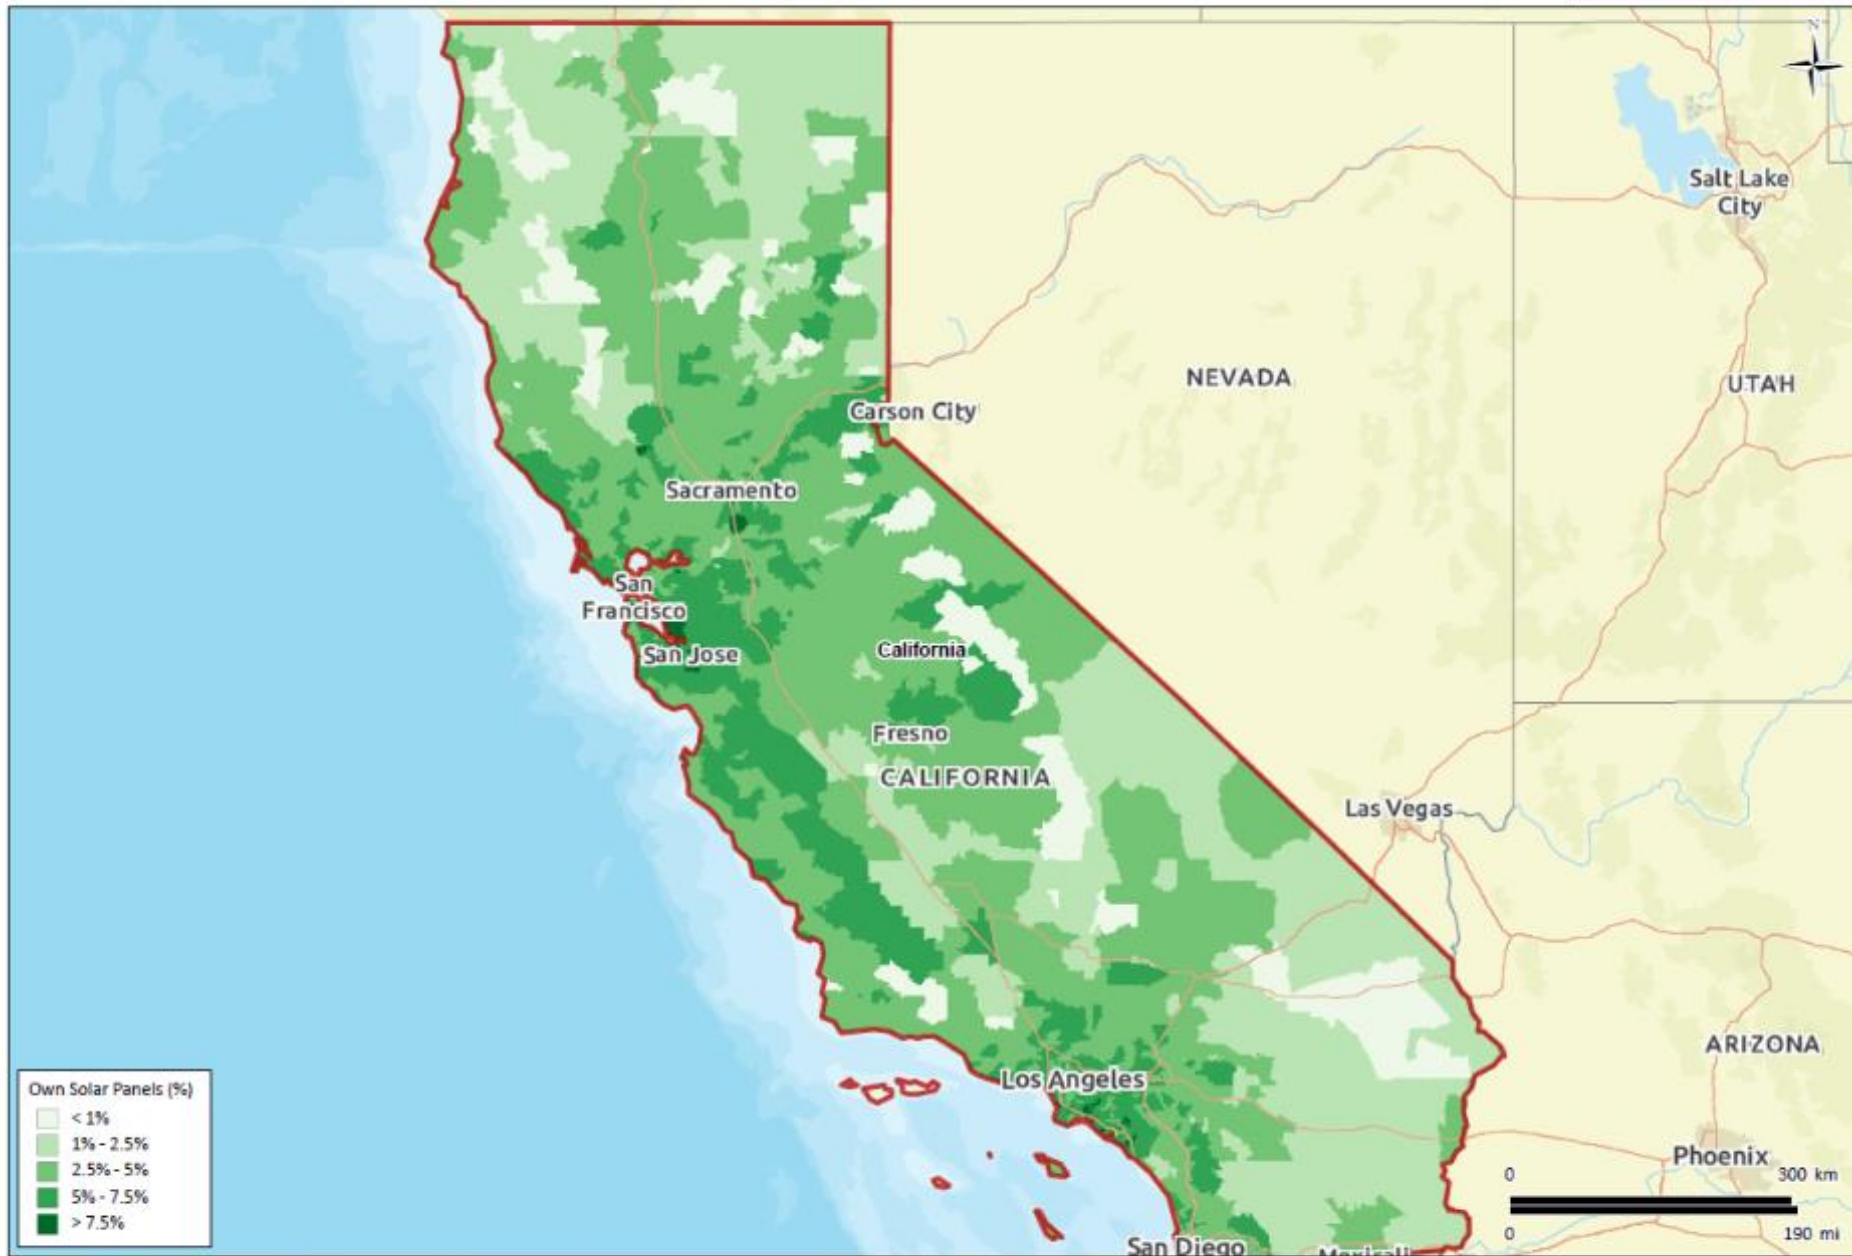 Salt Lake
City
NEVADA
UTAH
Carson City
Sacramento
San
Francisco
San Jose
California
Fresno
CALIFORNIA
Las Vegas
ARIZONA
Los Angeles
Phoenix
San Diego
Own Solar Panels (%)
< 1%
1% - 2.5%
2.5% - 5%
5% - 7.5%
> 7.5%
0 300 km
0 190 mi